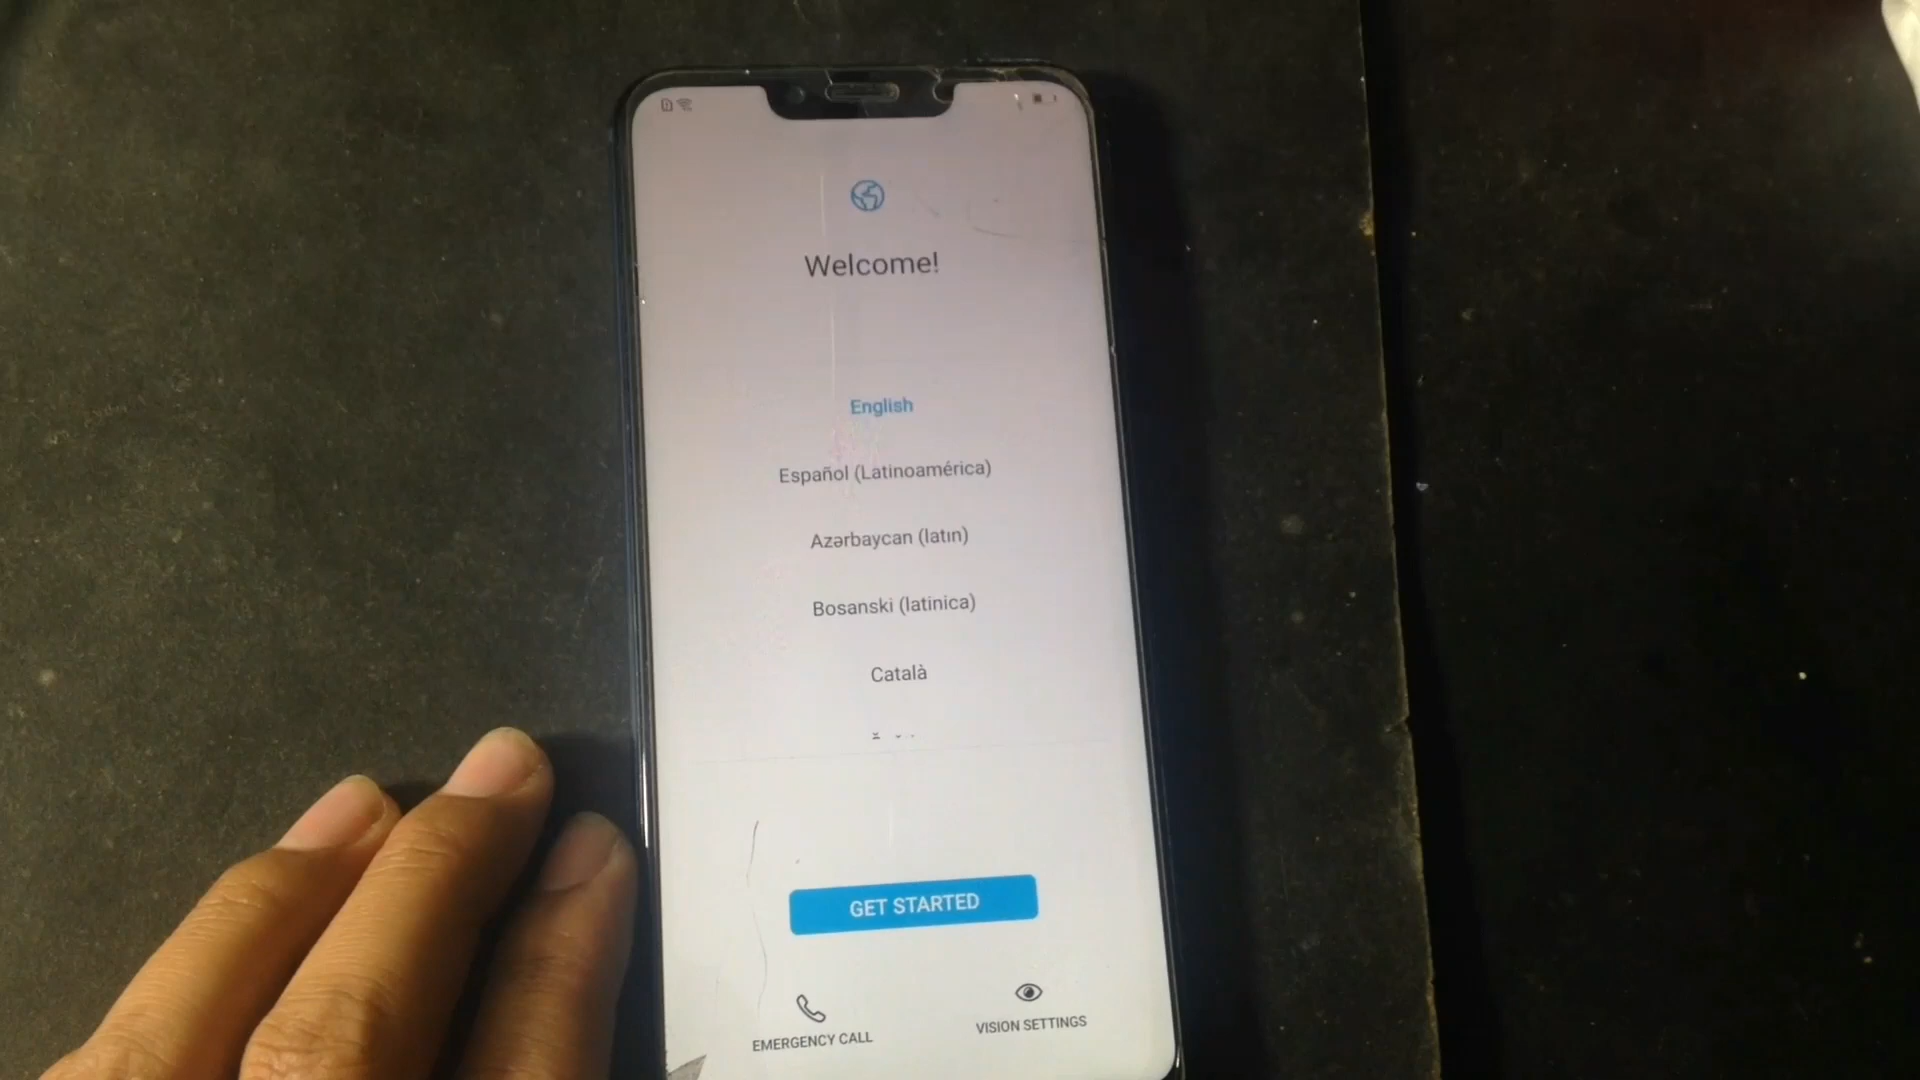 Welcome!
English
Español (Latinoamérica)
Azərbaycan (latın)
Bosanski (latinica)
Català
GET STARTED
EMERGENCY CALL
VISION SETTINGS